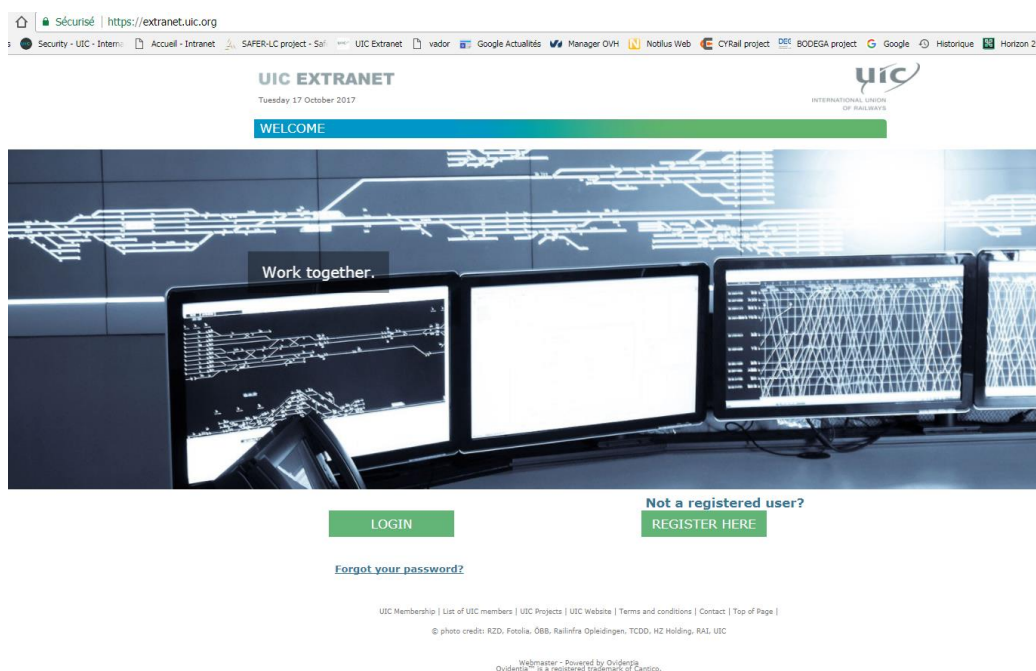 Sécurisé | https://extranet.uic.org
s Security - UIC - Intern Accueil - Intranet SAFER-LC project - Saf UIC Extranet vador Google Actualités Manager OVH Notilus Web CYRail project BODEGA project Google Historique Horizon 2
UIC EXTRANET
uic
Tuesday 17 October 2017
INTERNATIONAL UNION
OF RAILWAYS
WELCOME
Work together.
Not a registered user?
LOGIN
REGISTER HERE
Forgot your password?
UIC Membership | List of UIC members | UIC Projects | UIC Website | Terms and conditions | Contact | Top of Page |
© photo credit: RZD, Fotolia, ÖBB, Railinfra Opleidingen, TCDD, HZ Holding, RAI, UIC
Webmaster - Powered by Ovidentia
Ovidentia™ is a registered trademark of Cantico.